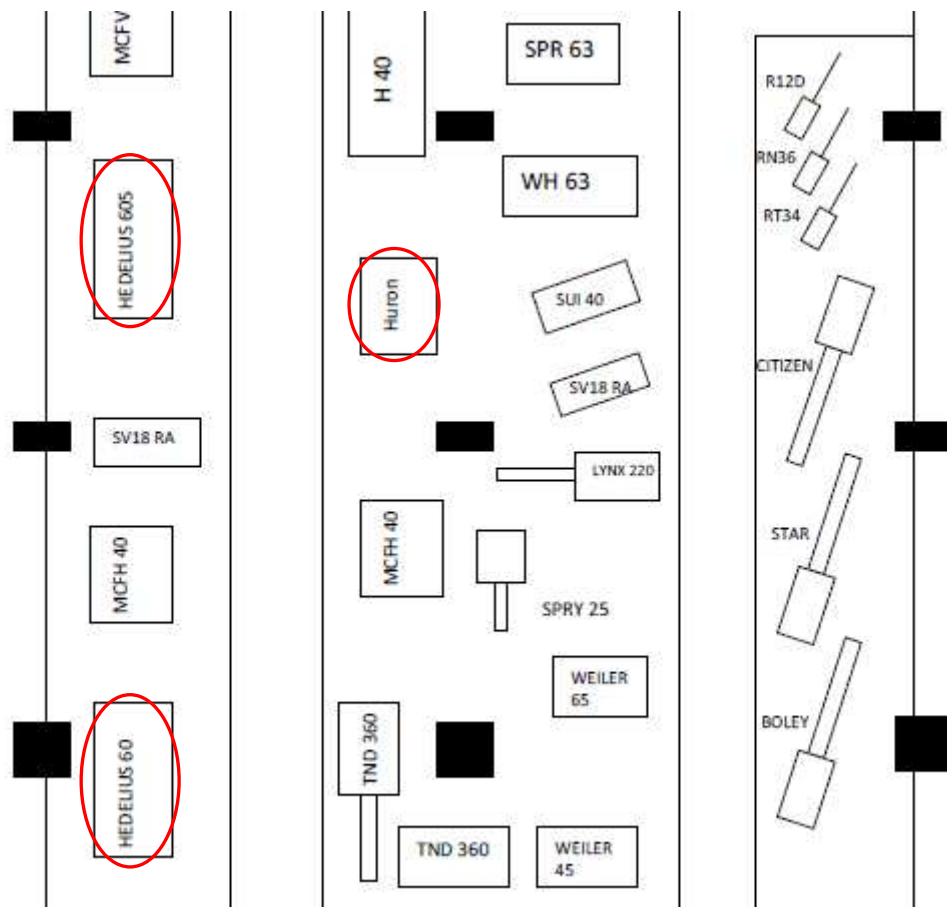 MCFV
HEDELIUS 605
SV18 RA
MCFH 40
HEDELIUS 60
H 40
Huron
MCFH 40
TND 360
TND 360
SPR 63
WH 63
SUI 40
SV18 RA
LYNX 220
SPRY 25
WEILER
65
WEILER
45
R12D
RN36
RT34
CITIZEN
STAR
BOLEY